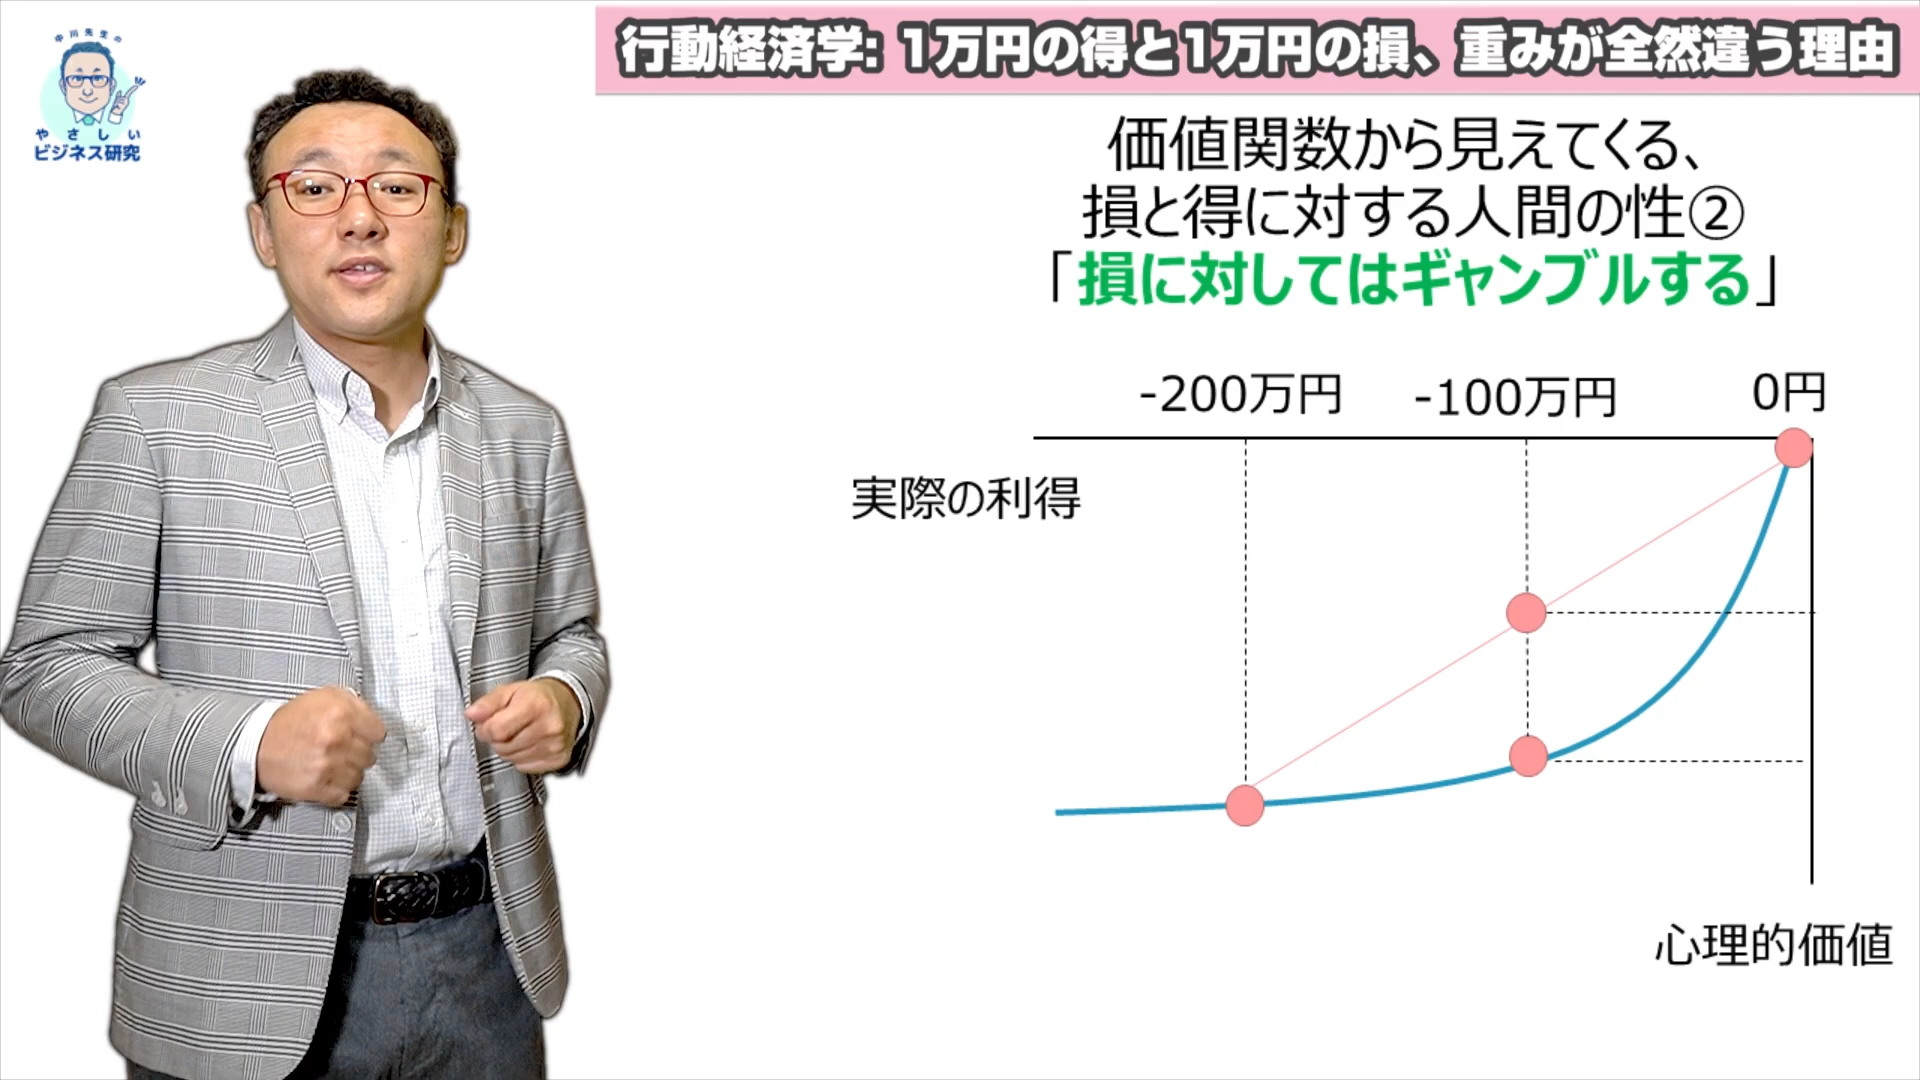 中川先生の
やさしい
ビジネス研究
行動経済学: 1万円の得と1万円の損、重みが全然違う理由
価値関数から見えてくる、
損と得に対する人間の性②
「損に対してはギャンブルする」
-200万円
-100万円
0円
実際の利得
心理的価値